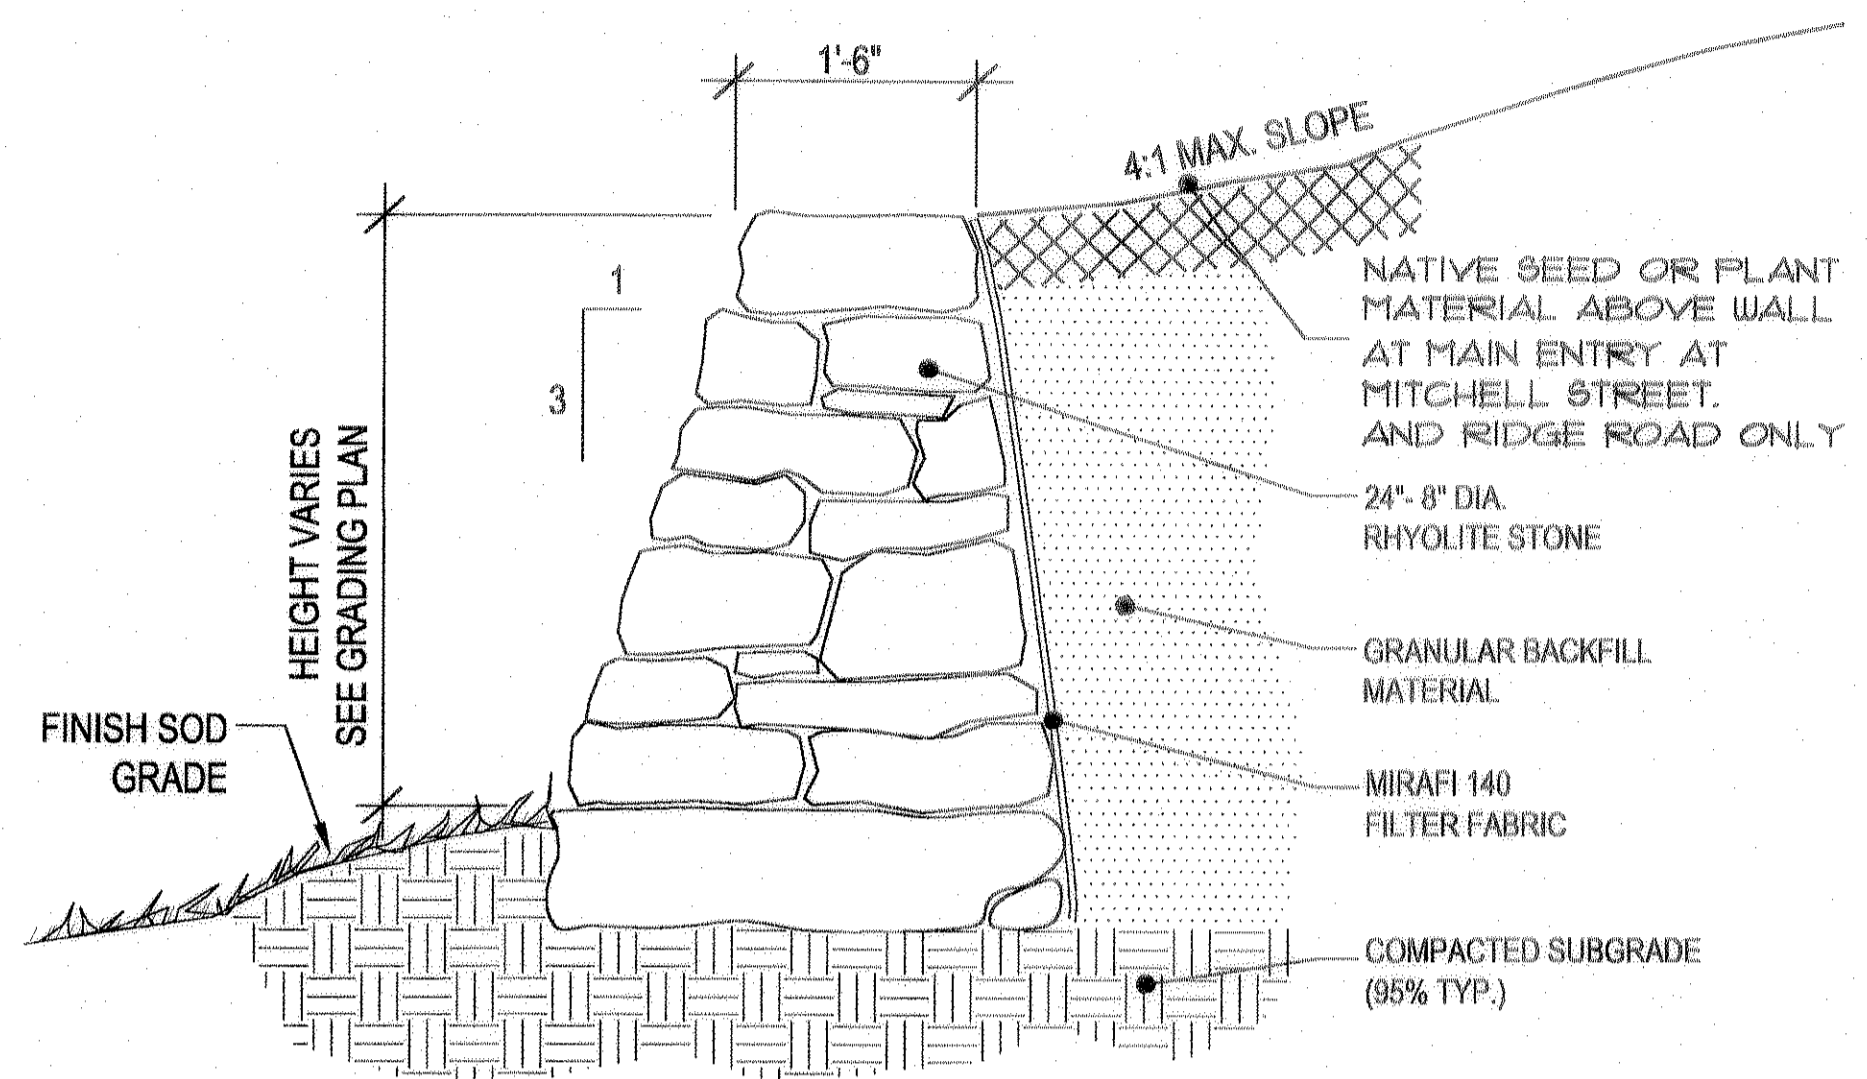 1'-6"
4:1 MAX. SLOPE
1
3
HEIGHT VARIES
SEE GRADING PLAN
FINISH SOD
GRADE
NATIVE SEED OR PLANT
MATERIAL ABOVE WALL
AT MAIN ENTRY AT
MITCHELL STREET.
AND RIDGE ROAD ONLY
24"- 8" DIA.
RHYOLITE STONE
GRANULAR BACKFILL
MATERIAL
MIRAFI 140
FILTER FABRIC
COMPACTED SUBGRADE
(95% TYP.)